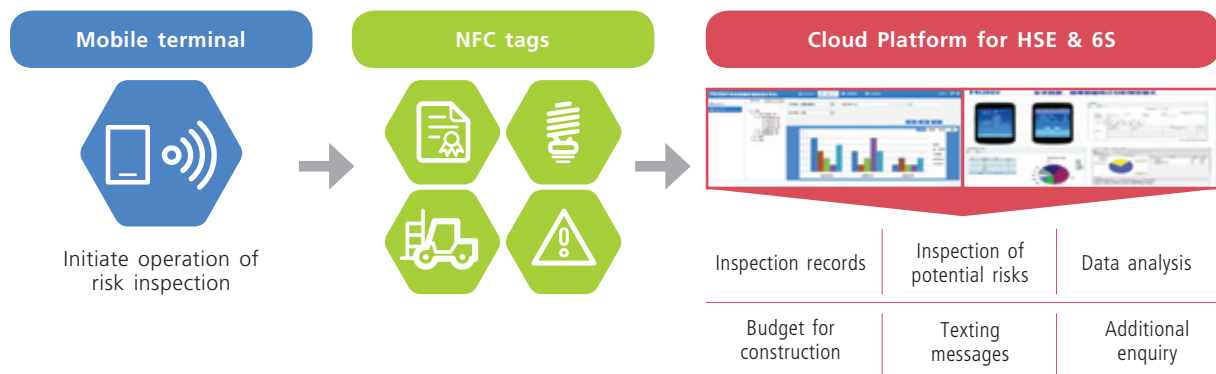 Mobile terminal
NFC tags
Cloud Platform for HSE & 6S
Initiate operation of
risk inspection
Inspection records
Inspection of
potential risks
Data analysis
Budget for
construction
Texting
messages
Additional
enquiry